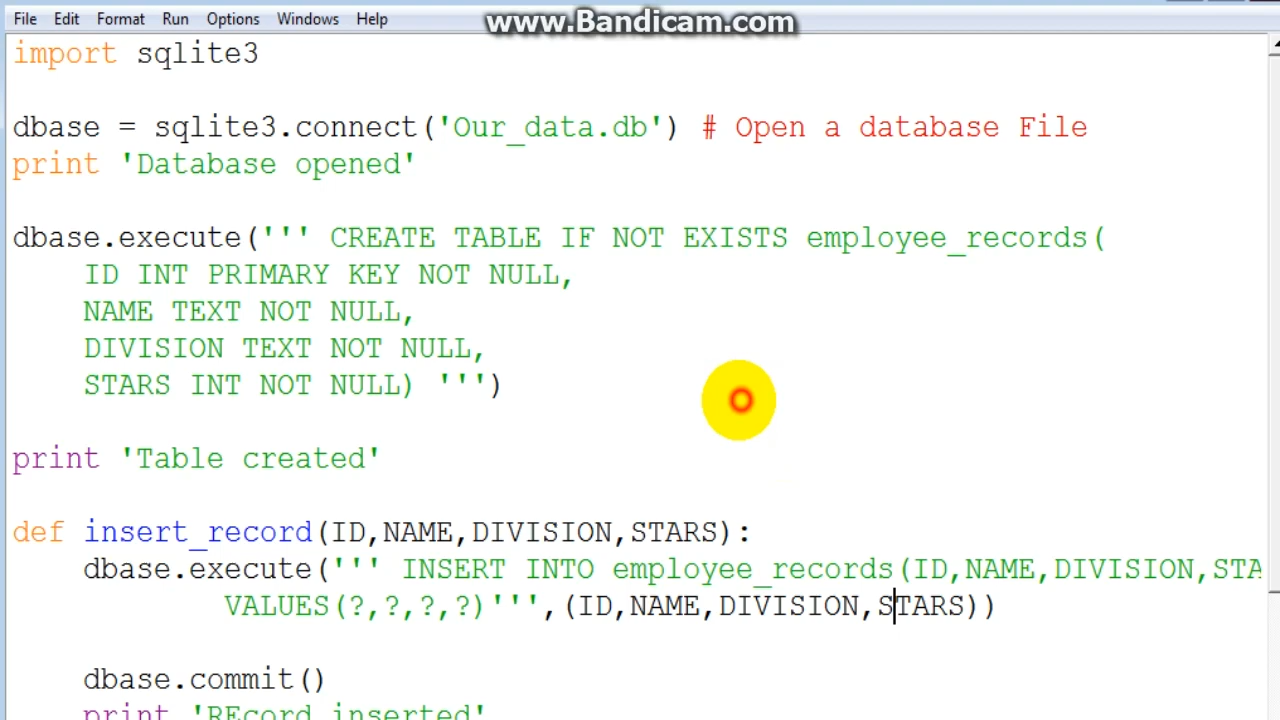 File Edit Format Run Options Windows Help
www.Bandicam.com
import sqlite3
dbase = sqlite3.connect('Our_data.db') # Open a database File
print 'Database opened'
dbase.execute(''' CREATE TABLE IF NOT EXISTS employee_records(
ID INT PRIMARY KEY NOT NULL,
NAME TEXT NOT NULL,
DIVISION TEXT NOT NULL,
STARS INT NOT NULL) ''')
print 'Table created'
def insert_record(ID,NAME,DIVISION,STARS):
dbase.execute(''' INSERT INTO employee_records(ID,NAME,DIVISION,STA
VALUES(?,?,?,?)''',(ID,NAME,DIVISION,STARS))
dbase.commit()
print 'REcord inserted'